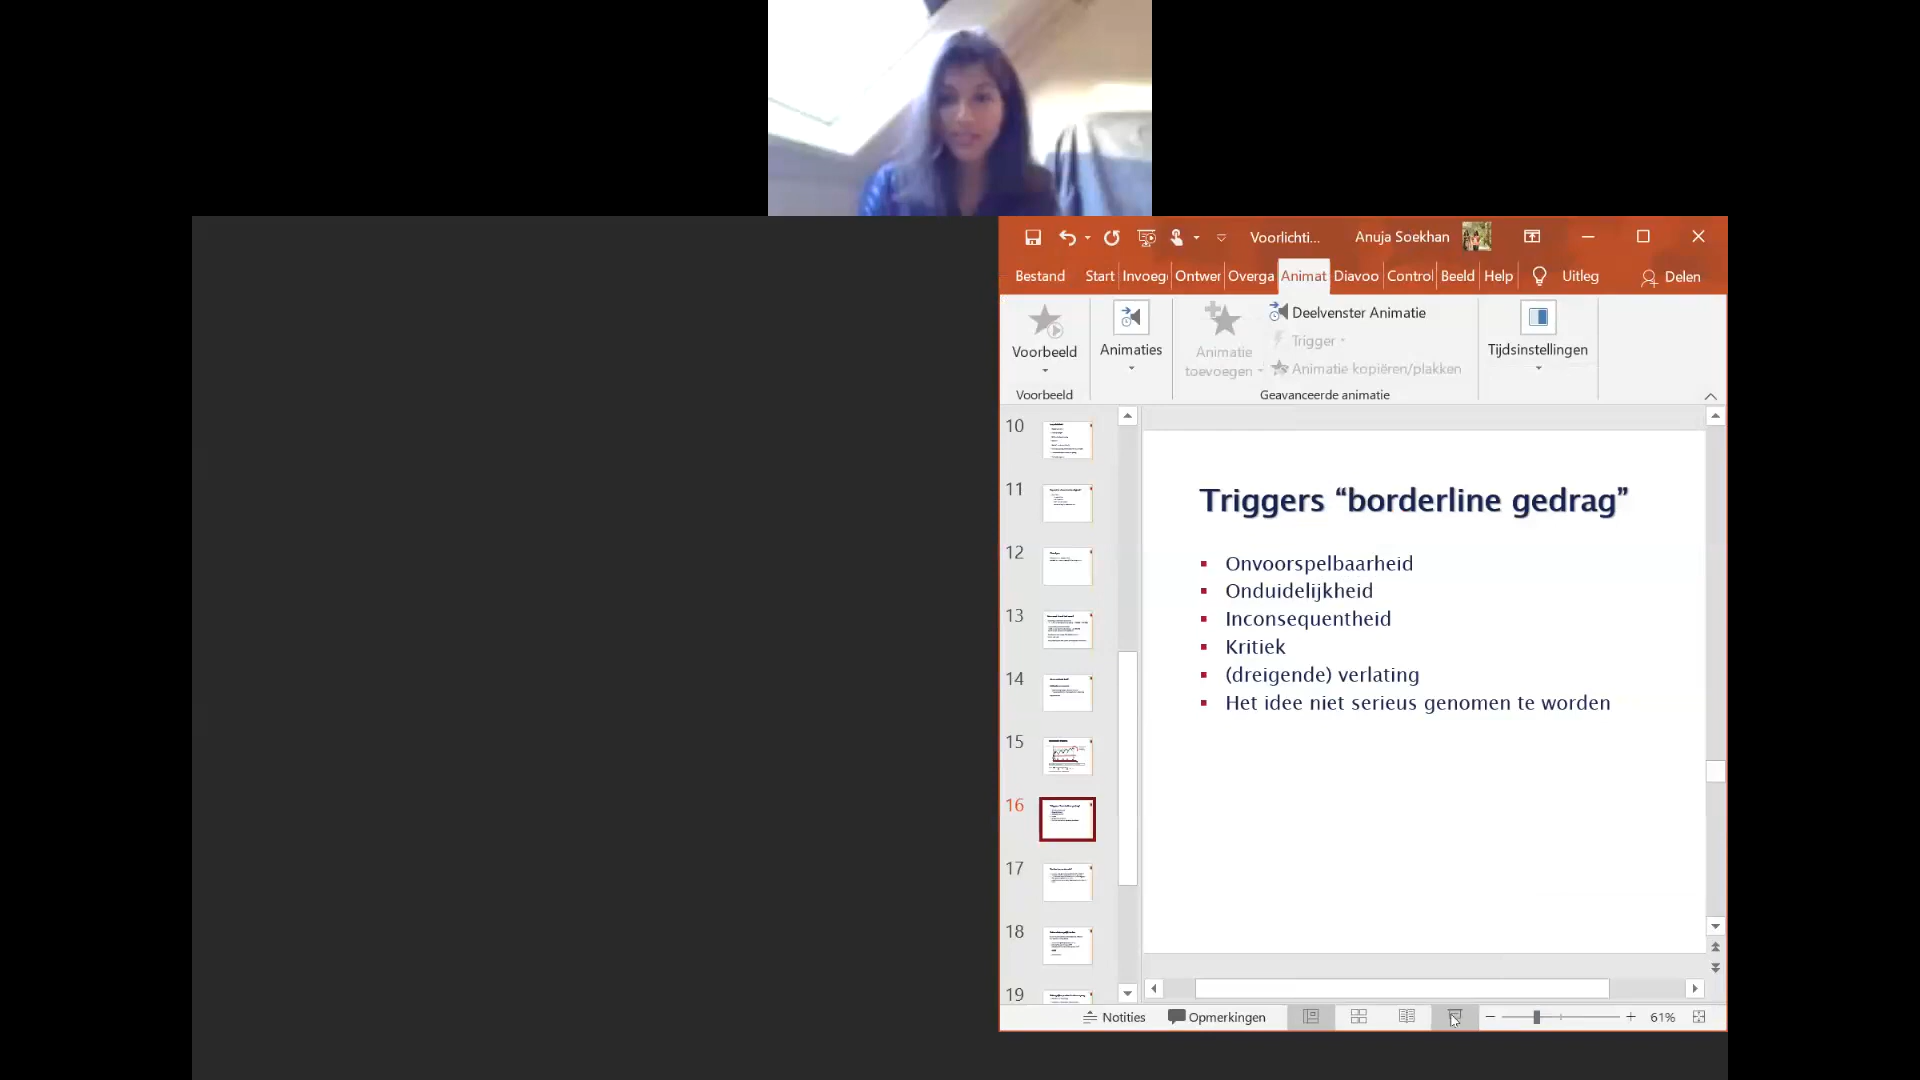 Voorlichti...
Anuja Soekhan
Bestand
Start
Invoeg
Ontwer
Overga
Animat
Diavoo
Control
Beeld
Help
Uitleg
Delen
Voorbeeld
Animaties
Animatie
toevoegen
Deelvenster Animatie
Trigger
Animatie kopiëren/plakken
Tijdsinstellingen
Voorbeeld
Geavanceerde animatie
10
11
12
13
14
15
16
17
18
19
Triggers “borderline gedrag”
▪ Onvoorspelbaarheid
▪ Onduidelijkheid
▪ Inconsequentheid
▪ Kritiek
▪ (dreigende) verlating
▪ Het idee niet serieus genomen te worden
Notities
Opmerkingen
61%